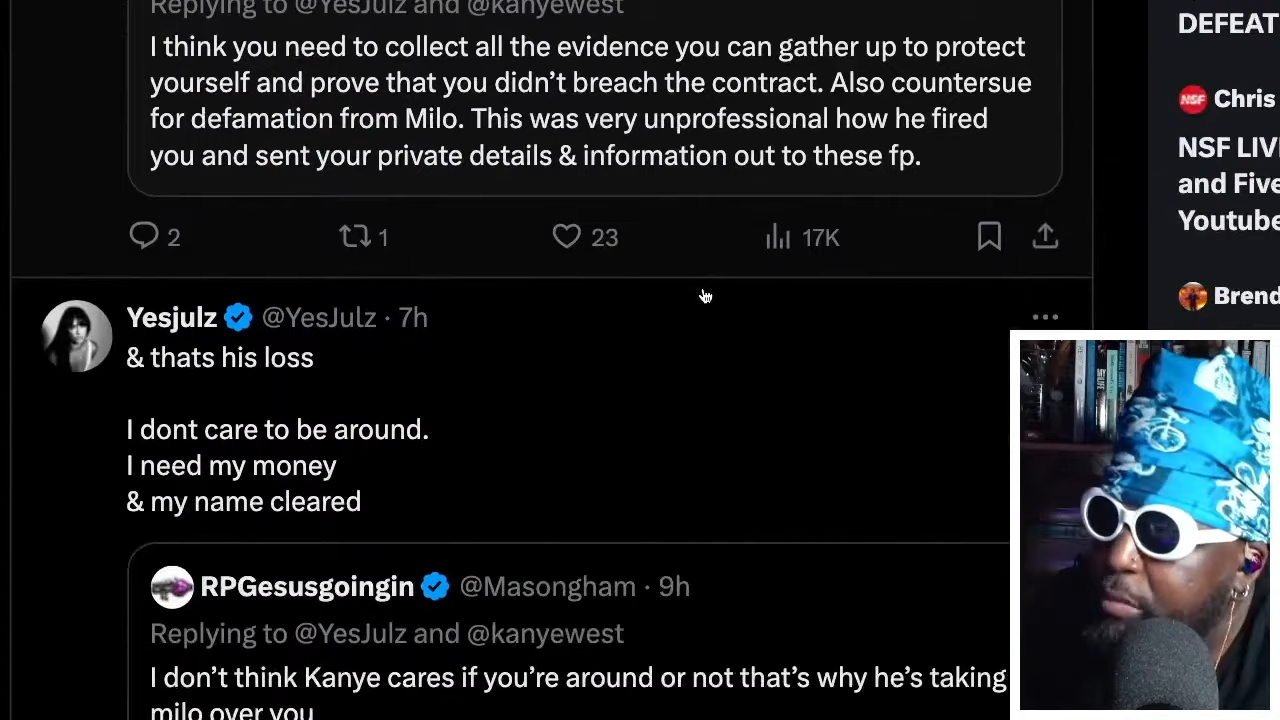 Replying to @YesJulz and @kanyewest
I think you need to collect all the evidence you can gather up to protect
yourself and prove that you didn’t breach the contract. Also countersue
for defamation from Milo. This was very unprofessional how he fired
you and sent your private details & information out to these fp.
2
1
23
17K
Yesjulz @YesJulz · 7h
& thats his loss
I dont care to be around.
I need my money
& my name cleared
RPGesusgoingin @Masongham · 9h
Replying to @YesJulz and @kanyewest
I don’t think Kanye cares if you’re around or not that’s why he’s taking
milo over you
DEFEAT
NSF Chris
NSF LIV
and Five
Youtube
Brend